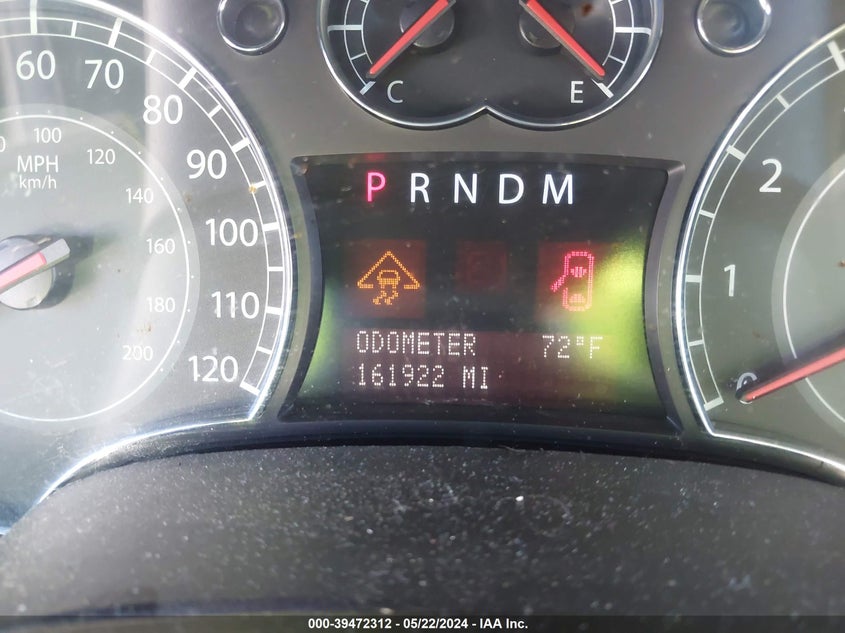 60 70 80 90 100 110 120
100 120 140 160 180 200
MPH
km/h
C E
P R N D M
ODOMETER 72°F
161922 MI
2
1
0
000-39472312 - 05/22/2024 - IAA Inc.